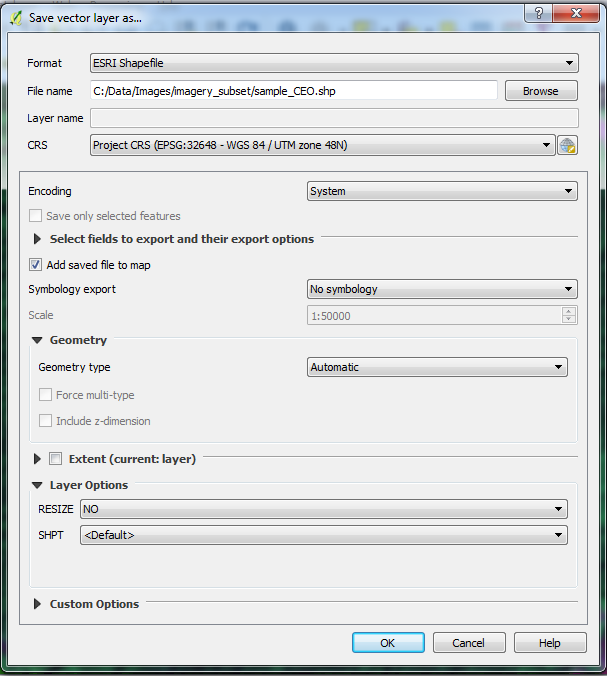 Save vector layer as...
Format ESRI Shapefile
File name C:/Data/Images/imagery_subset/sample_CEO.shp Browse
Layer name
CRS Project CRS (EPSG:32648 - WGS 84 / UTM zone 48N)
Encoding System
Save only selected features
Select fields to export and their export options
Add saved file to map
Symbology export No symbology
Scale 1:50000
Geometry
Geometry type Automatic
Force multi-type
Include z-dimension
Extent (current: layer)
Layer Options
RESIZE NO
SHPT <Default>
Custom Options
OK Cancel Help